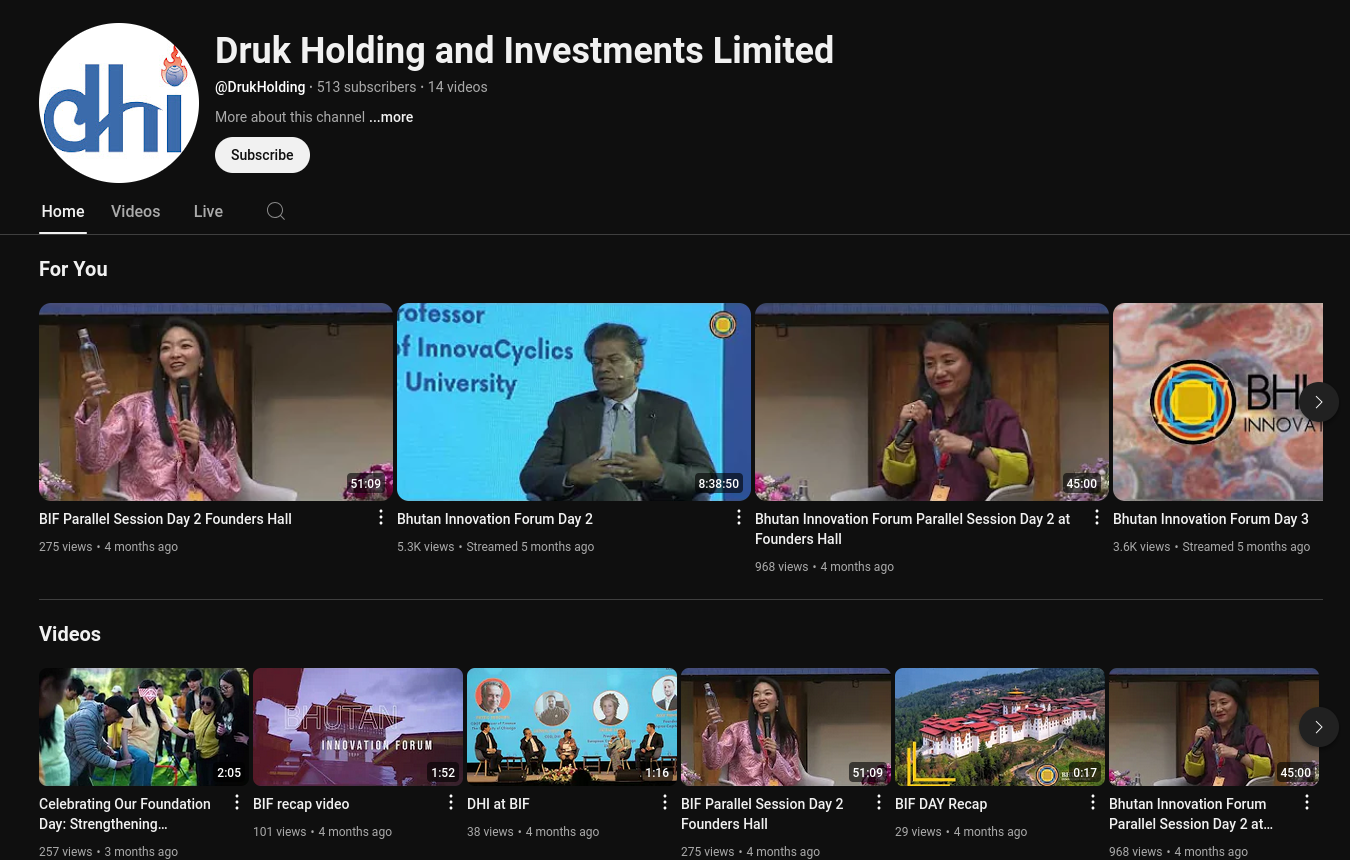 dhi
Druk Holding and Investments Limited
@DrukHolding · 513 subscribers · 14 videos
More about this channel ...more
Subscribe
Home
Videos
Live
For You
51:09
rofessor
of InnovaCyclics
University
8:38:50
45:00
BH
INNOVAT
BIF Parallel Session Day 2 Founders Hall
275 views • 4 months ago
Bhutan Innovation Forum Day 2
5.3K views • Streamed 5 months ago
Bhutan Innovation Forum Parallel Session Day 2 at
Founders Hall
968 views • 4 months ago
Bhutan Innovation Forum Day 3
3.6K views • Streamed 5 months ago
Videos
2:05
BHUTAN
INNOVATION FORUM
1:52
1:16
51:09
0:17
45:00
Celebrating Our Foundation
Day: Strengthening…
257 views • 3 months ago
BIF recap video
101 views • 4 months ago
DHI at BIF
38 views • 4 months ago
BIF Parallel Session Day 2
Founders Hall
275 views • 4 months ago
BIF DAY Recap
29 views • 4 months ago
Bhutan Innovation Forum
Parallel Session Day 2 at…
968 views • 4 months ago